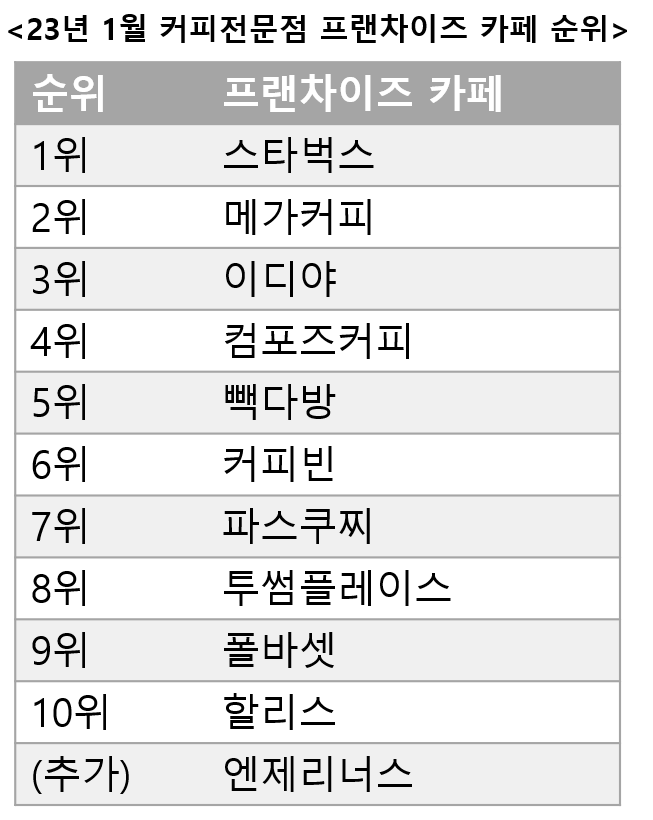 <23년 1월 커피전문점 프랜차이즈 카페 순위>
순위 프랜차이즈 카페
1위 스타벅스
2위 메가커피
3위 이디야
4위 컴포즈커피
5위 빽다방
6위 커피빈
7위 파스쿠찌
8위 투썸플레이스
9위 폴바셋
10위 할리스
(추가) 엔제리너스